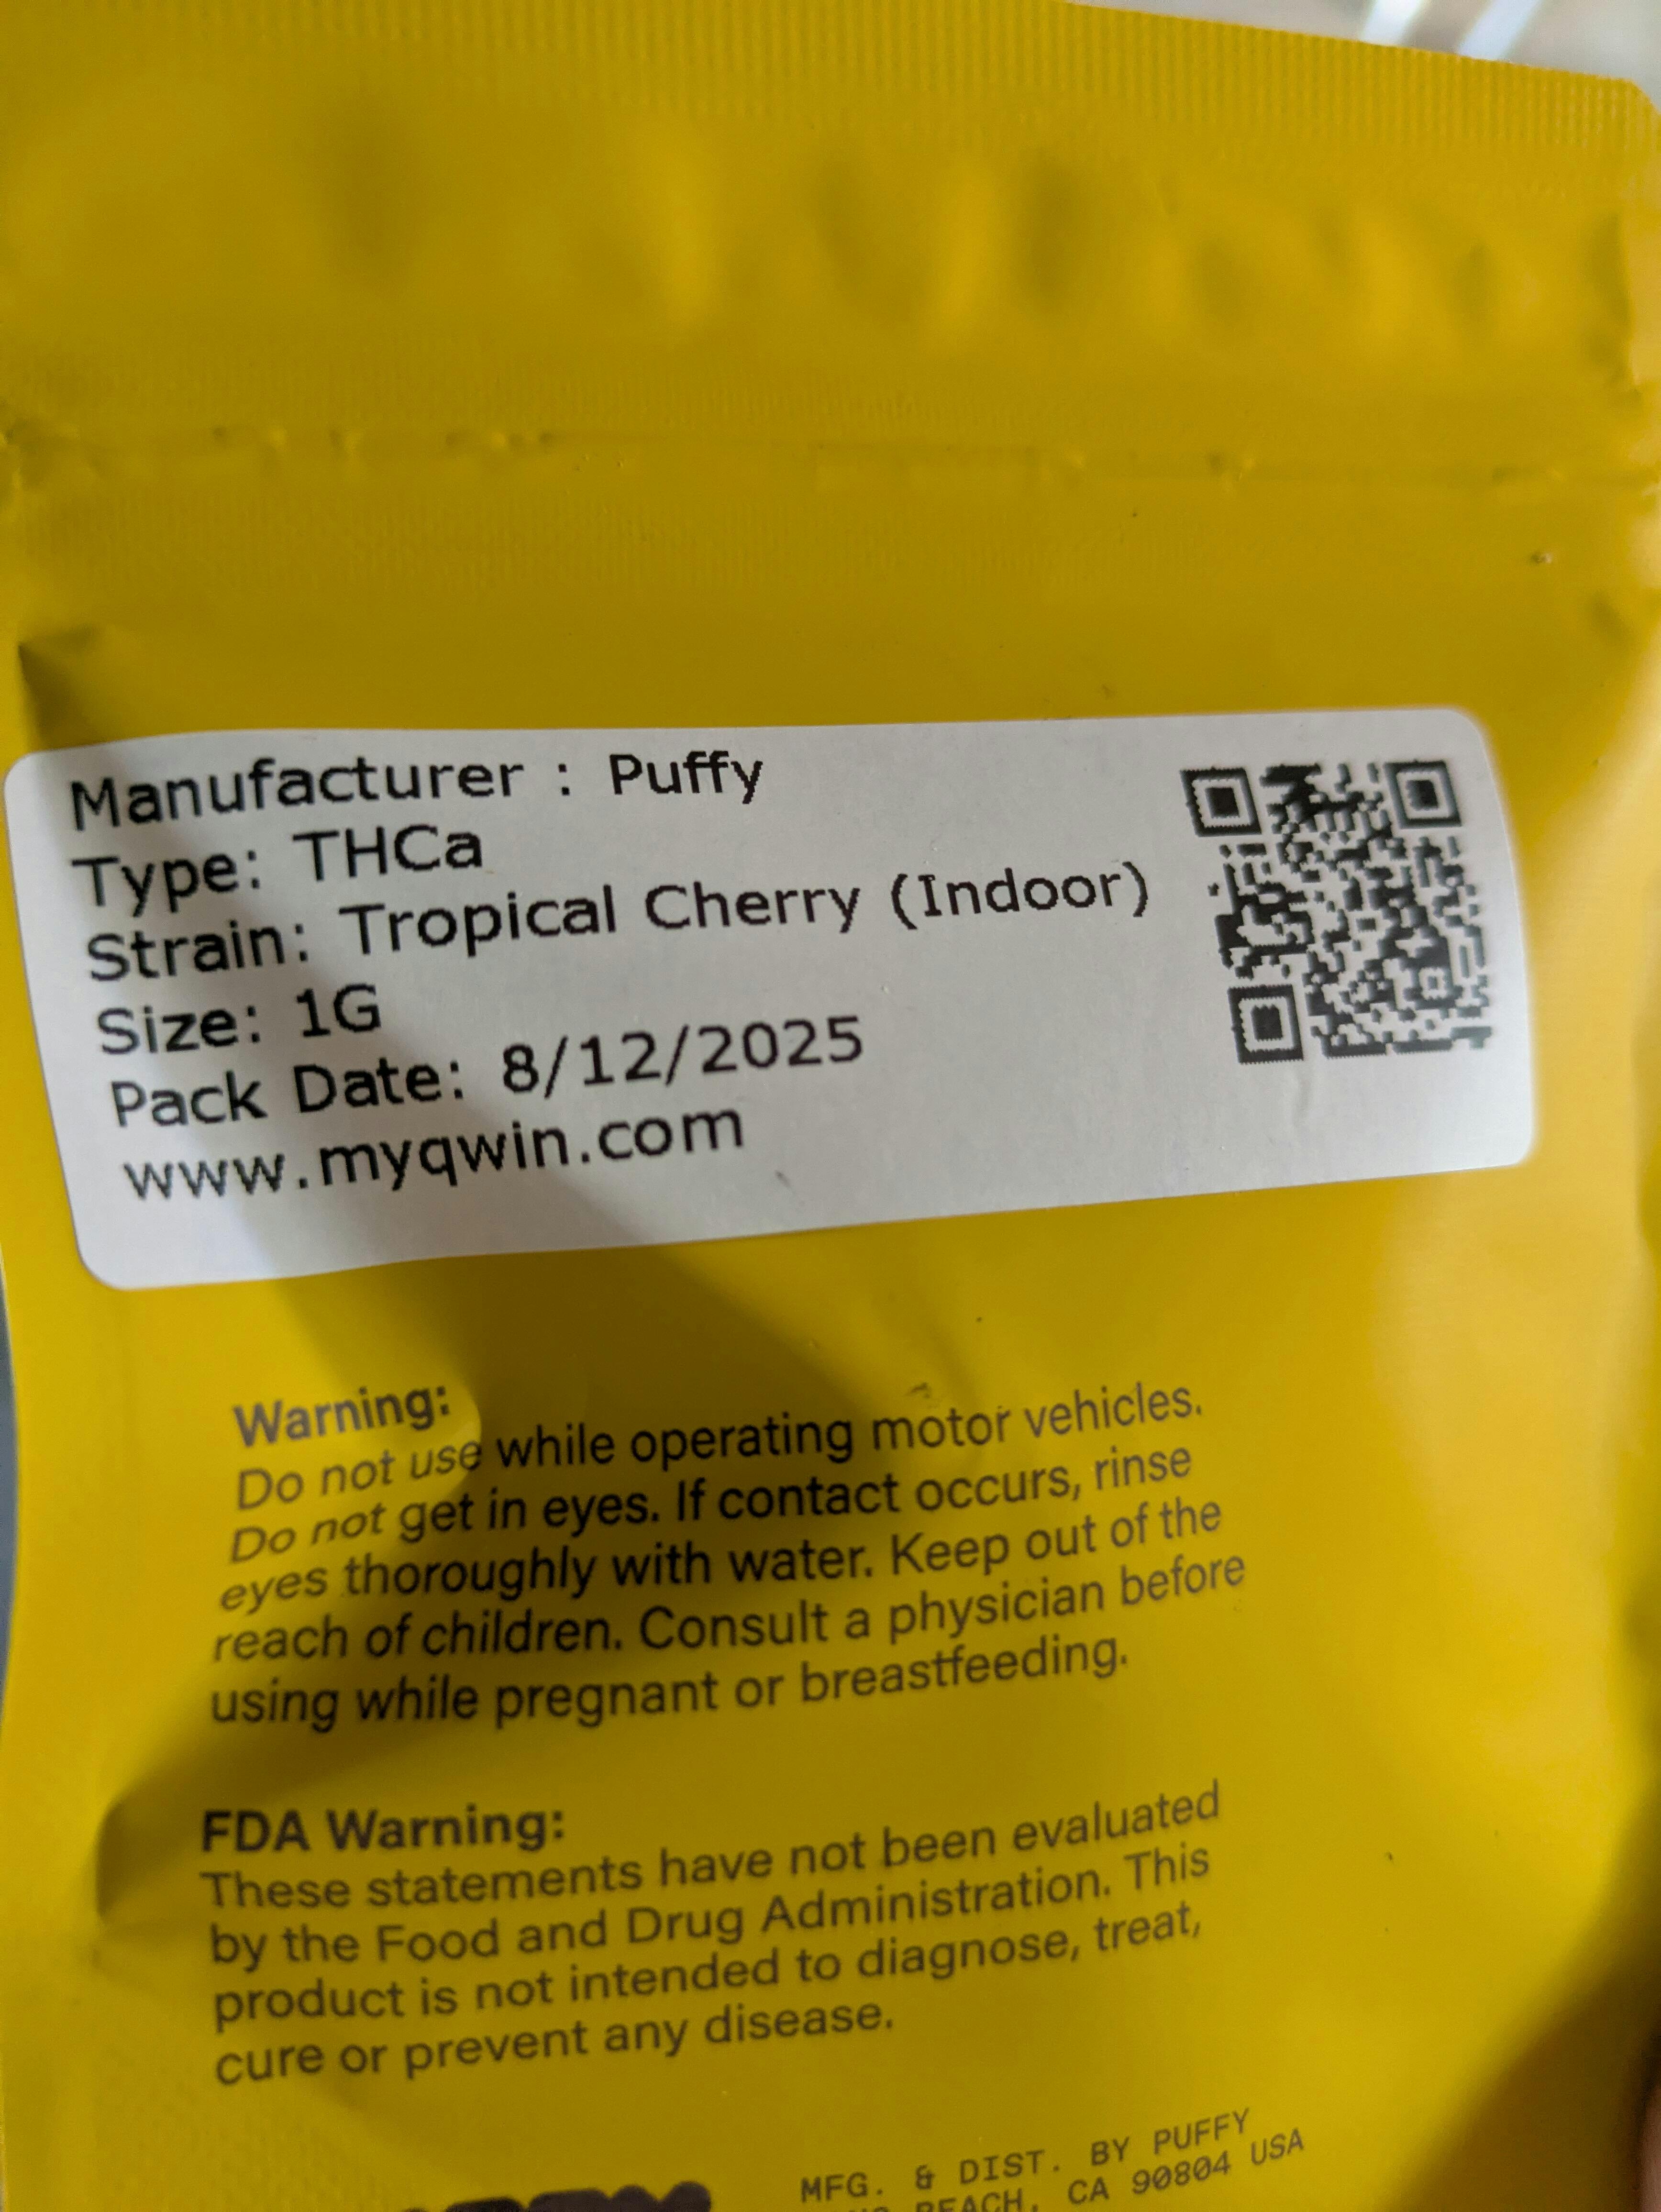 Manufacturer : Puffy
Type: THCa
Strain: Tropical Cherry (Indoor)
Size: 1G
Pack Date: 8/12/2025
www.myqwin.com
Warning:
Do not use while operating motor vehicles.
Do not get in eyes. If contact occurs, rinse
eyes thoroughly with water. Keep out of the
reach of children. Consult a physician before
using while pregnant or breastfeeding.
FDA Warning:
These statements have not been evaluated
by the Food and Drug Administration. This
product is not intended to diagnose, treat,
cure or prevent any disease.
MFG. & DIST. BY PUFFY
BEACH, CA 90804 USA